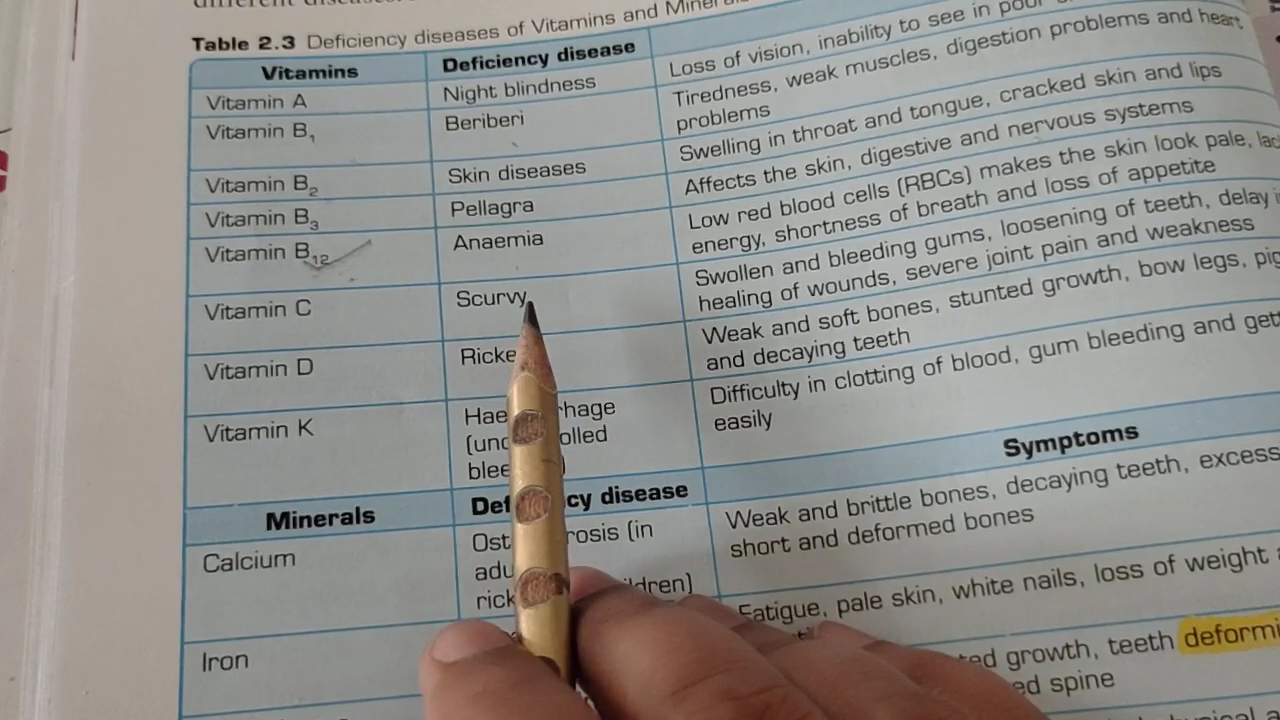 Table 2.3 Deficiency diseases of Vitamins and
Vitamins
Deficiency disease
Vitamin A
Night blindness
Loss of vision, inability to see in poor
Vitamin B1
Beriberi
Tiredness, weak muscles, digestion problems and heart
problems
Vitamin B2
Skin diseases
Swelling in throat and tongue, cracked skin and lips
Vitamin B3
Pellagra
Affects the skin, digestive and nervous systems
Vitamin B12
Anaemia
Low red blood cells (RBCs) makes the skin look pale,
energy, shortness of breath and loss of appetite
Vitamin C
Scurvy
Swollen and bleeding gums, loosening of teeth, delay
healing of wounds, severe joint pain and weakness
Vitamin D
Weak and soft bones, stunted growth, bow legs,
and decaying teeth
Vitamin K
Difficulty in clotting of blood, gum bleeding and
easily
Minerals
disease
Symptoms
Calcium
(in
Weak and brittle bones, decaying teeth,
short and deformed bones
Iron
Fatigue, pale skin, white nails, loss of weight
growth, teeth
spine